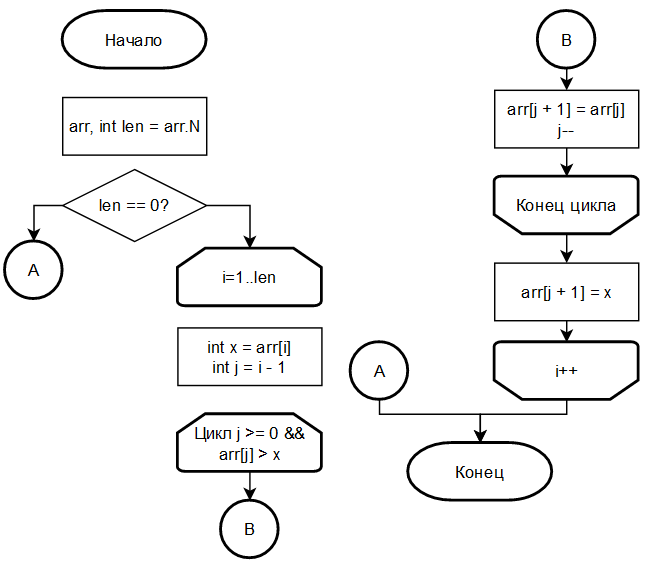 Начало
arr, int len = arr.N
len == 0?
A
i=1..len
int x = arr[i]
int j = i - 1
Цикл j >= 0 &&
arr[j] > x
B
B
arr[j + 1] = arr[j]
j--
Конец цикла
arr[j + 1] = x
A
i++
Конец